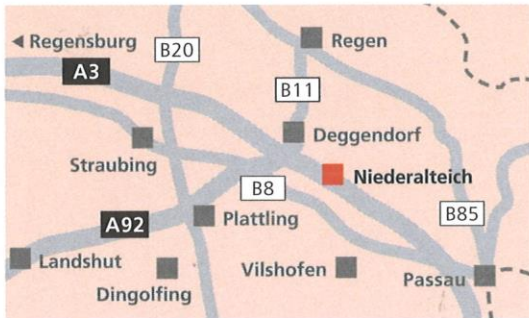 ◄ Regensburg
B20
Regen
A3
B11
Deggendorf
Straubing
Niederalteich
B8
A92
Plattling
B85
Landshut
Dingolfing
Vilshofen
Passau